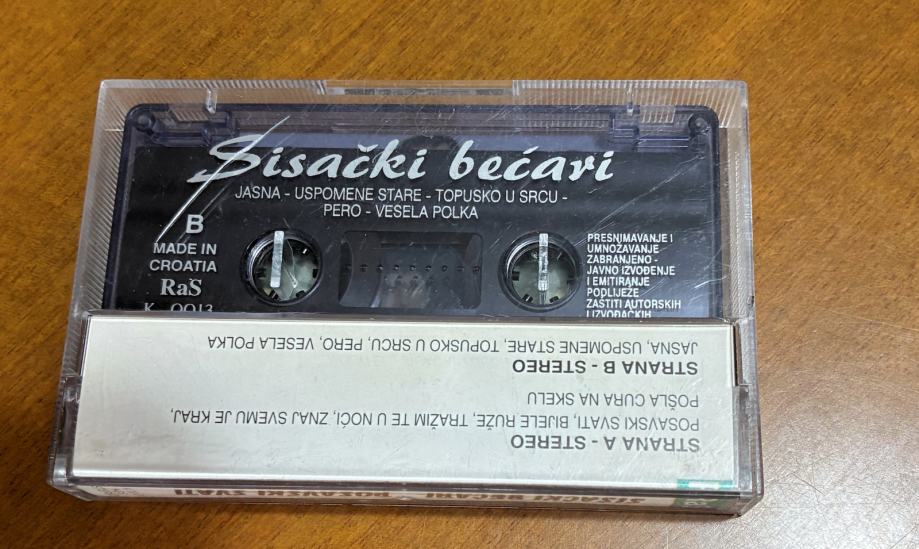 Sisački bećari
JASNA - USPOMENE STARE - TOPUSKO U SRCU -
PERO - VESELA POLKA
B
MADE IN
CROATIA
RaS
K - 0013
PRESNIMAVANJE I
UMNOŽAVANJE
ZABRANJENO -
JAVNO IZVOĐENJE
I EMITIRANJE
PODLIJEŽE
ZAŠTITI AUTORSKIH
I IZVOĐAČKIH
STRANA A - STEREO
POSAVSKI SVATI, BIJELE RUŽE, TRAŽIM TE U NOĆI, ZNAJ SVEMU JE KRAJ,
POŠLA CURA NA SKELU
STRANA B - STEREO
JASNA, USPOMENE STARE, TOPUSKO U SRCU, PERO, VESELA POLKA
SISAČKI BEĆARI POSAVSKI SVATI